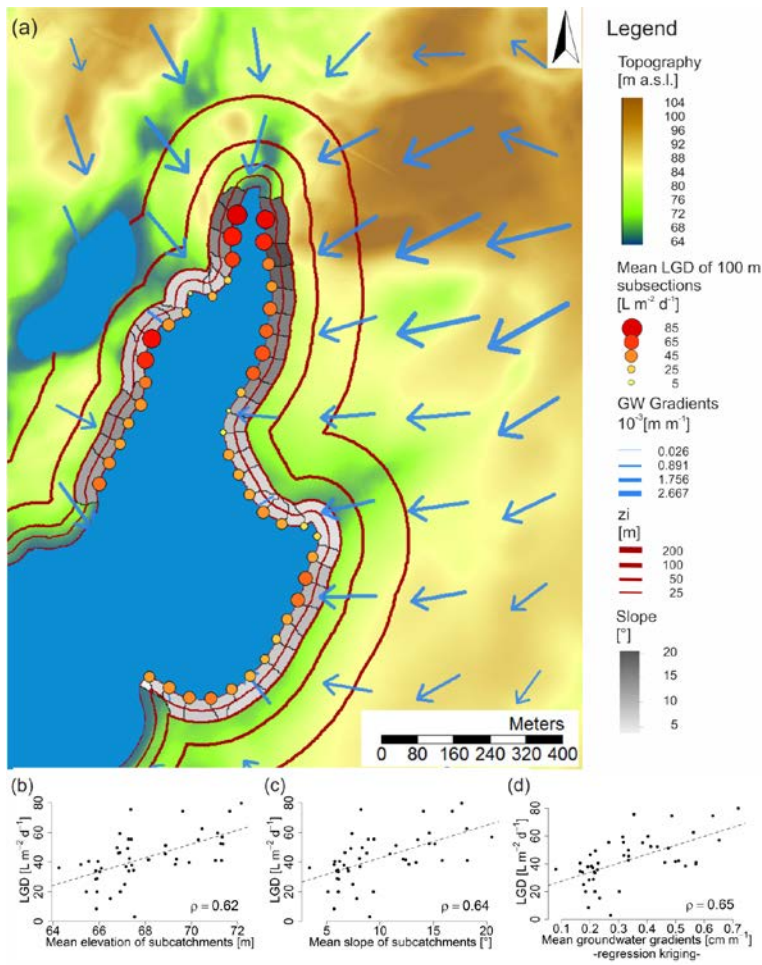 (a)
Legend
Topography
[m a.s.l.]
104
100
96
92
88
84
80
76
72
68
64
Mean LGD of 100 m
subsections
[L m⁻² d⁻¹]
85
65
45
25
5
GW Gradients
10⁻³[m m⁻¹]
0.026
0.891
1.756
2.667
zi
[m]
200
100
50
25
Slope
[°]
20
15
10
5
Meters
0 80 160 240 320 400
(b)
LGD [L m⁻² d⁻¹]
80
60
40
20
0
64 66 68 70 72
ρ = 0.62
Mean elevation of subcatchments [m]
(c)
LGD [L m⁻² d⁻¹]
80
60
40
20
0
5 10 15 20
ρ = 0.64
Mean slope of subcatchments [°]
(d)
LGD [L m⁻² d⁻¹]
80
60
40
20
0
0.1 0.2 0.3 0.4 0.5 0.6 0.7
ρ = 0.65
Mean groundwater gradients [cm m⁻¹]
-regression kriging-